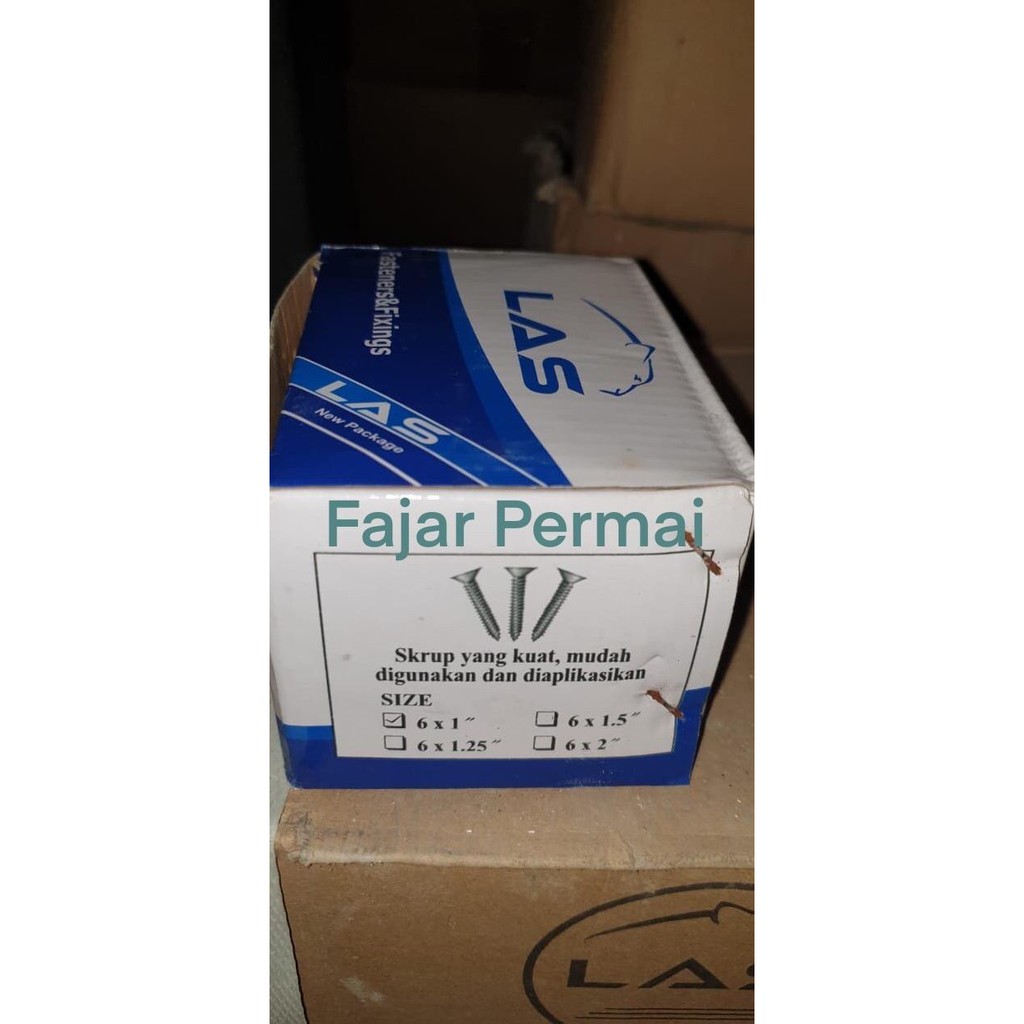 Fasteners&Fixings
LAS
LAS
New Package
Fajar Permai
Skrup yang kuat, mudah
digunakan dan diaplikasikan
SIZE
☑ 6 x 1″ ☐ 6 x 1.5″
☐ 6 x 1.25″ ☐ 6 x 2″
LAS